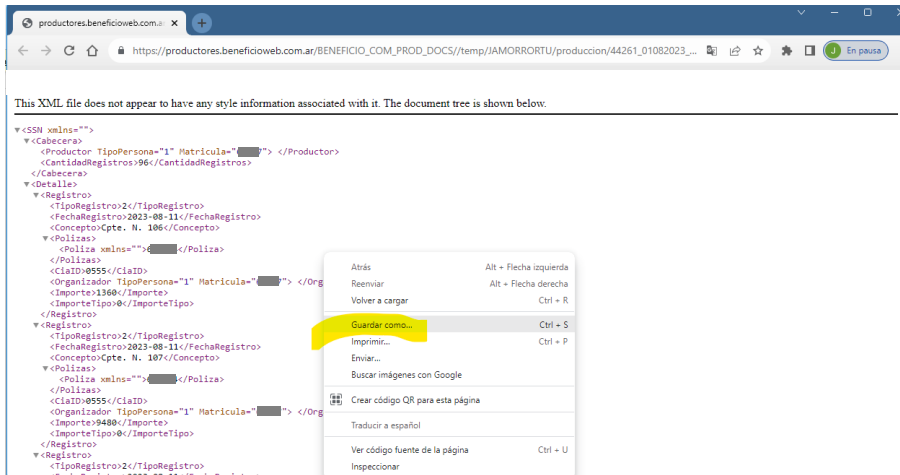 productores.beneficioweb.com.a
https://productores.beneficioweb.com.ar/BENEFICIO_COM_PROD_DOCS//temp/JAMORRORTU/produccion/44261_01082023_...
J En pausa
This XML file does not appear to have any style information associated with it. The document tree is shown below.
▼<SSN xmlns="">
▼<Cabecera>
<Productor TipoPersona="1" Matricula=" "> </Productor>
<CantidadRegistros>96</CantidadRegistros>
</Cabecera>
▼<Detalle>
▼<Registro>
<TipoRegistro>2</TipoRegistro>
<FechaRegistro>2023-08-11</FechaRegistro>
<Concepto>Cpte. N. 106</Concepto>
▼<Polizas>
<Poliza xmlns=""> </Poliza>
</Polizas>
<CiaID>0555</CiaID>
<Organizador TipoPersona="1" Matricula=" "> </Org
<Importe>1360</Importe>
<ImporteTipo>0</ImporteTipo>
</Registro>
▼<Registro>
<TipoRegistro>2</TipoRegistro>
<FechaRegistro>2023-08-11</FechaRegistro>
<Concepto>Cpte. N. 107</Concepto>
▼<Polizas>
<Poliza xmlns=""> </Poliza>
</Polizas>
<CiaID>0555</CiaID>
<Organizador TipoPersona="1" Matricula=" "> </Org
<Importe>9480</Importe>
<ImporteTipo>0</ImporteTipo>
</Registro>
▼<Registro>
<TipoRegistro>2</TipoRegistro>
Atrás Alt + Flecha izquierda
Reenviar Alt + Flecha derecha
Volver a cargar Ctrl + R
Guardar como... Ctrl + S
Imprimir... Ctrl + P
Enviar...
Buscar imágenes con Google
Crear código QR para esta página
Traducir a español
Ver código fuente de la página Ctrl + U
Inspeccionar